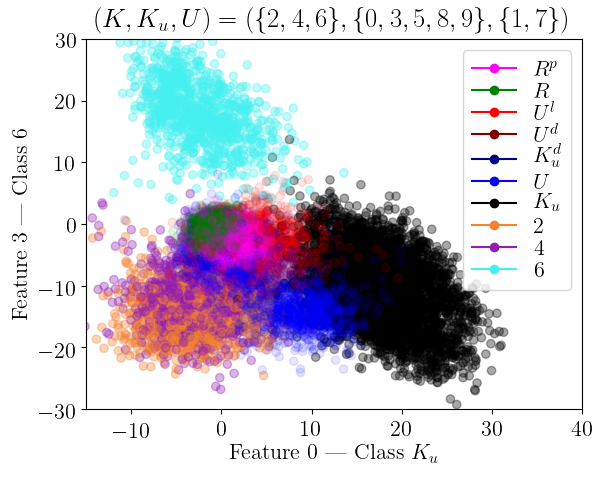 (K, K_u, U) = ({2, 4, 6}, {0, 3, 5, 8, 9}, {1, 7})
30
20
10
0
−10
−20
−30
Feature 3 — Class 6
R^p
R
U^l
U^d
K_u^d
U
K_u
2
4
6
−10
0
10
20
30
40
Feature 0 — Class K_u